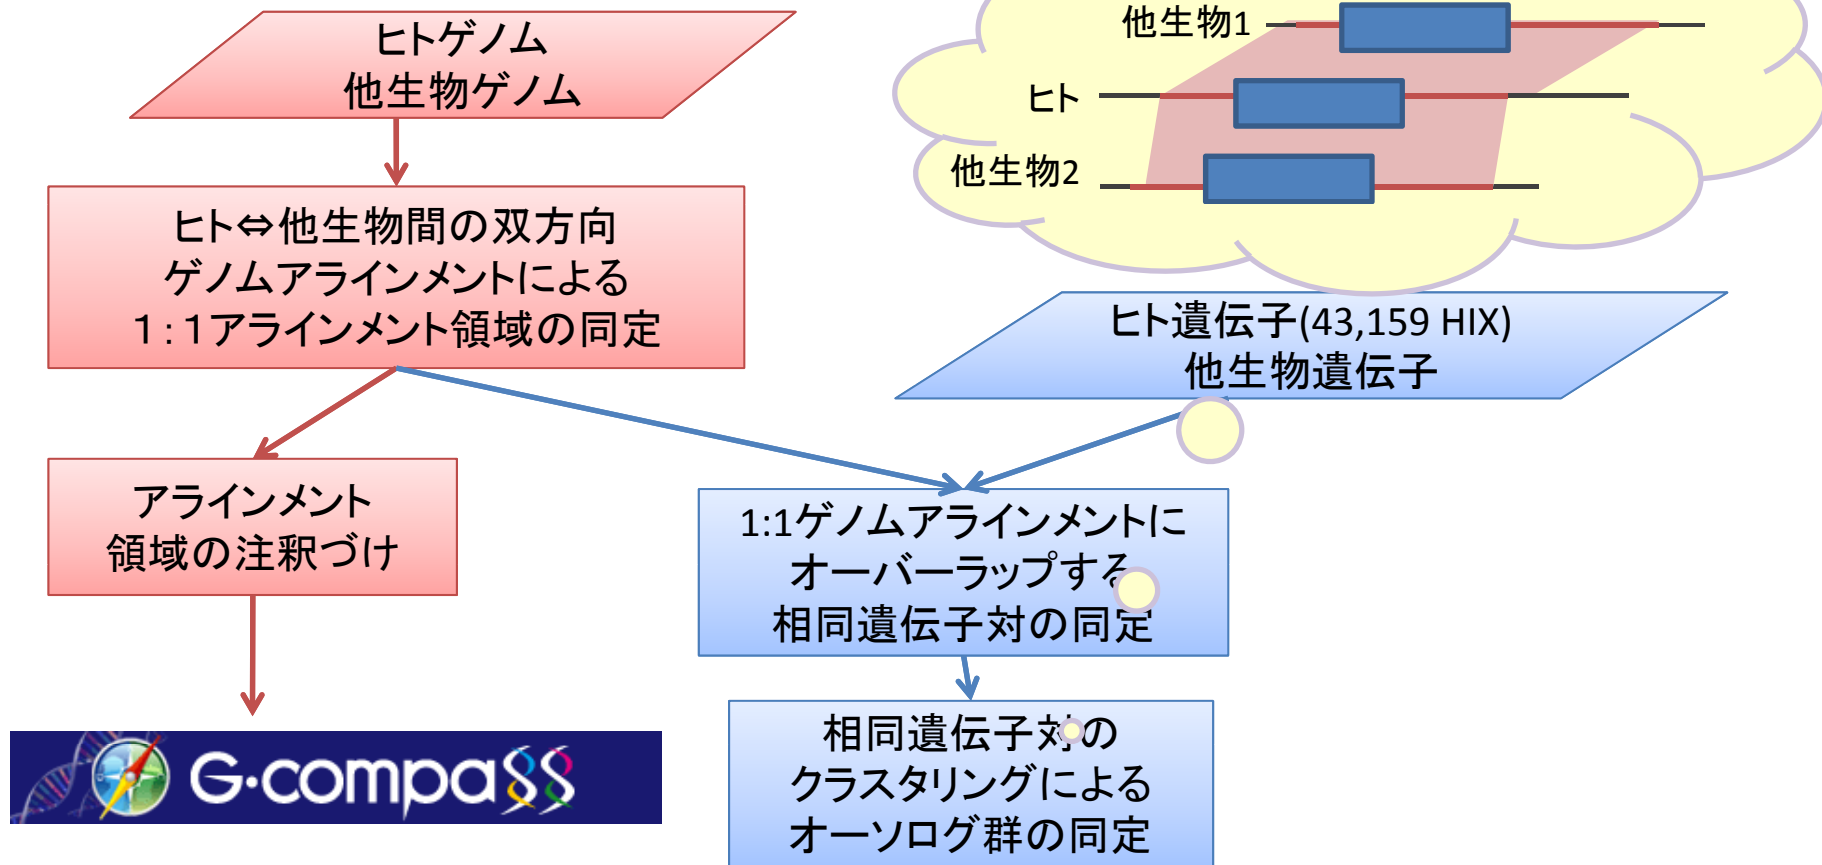 ヒトゲノム
他生物ゲノム
他生物1
ヒト
他生物2
ヒト⇔他生物間の双方向
ゲノムアラインメントによる
1:1アラインメント領域の同定
ヒト遺伝子(43,159 HIX)
他生物遺伝子
アラインメント
領域の注釈づけ
1:1ゲノムアラインメントに
オーバーラップする
相同遺伝子対の同定
G・compass
相同遺伝子対の
クラスタリングによる
オーソログ群の同定